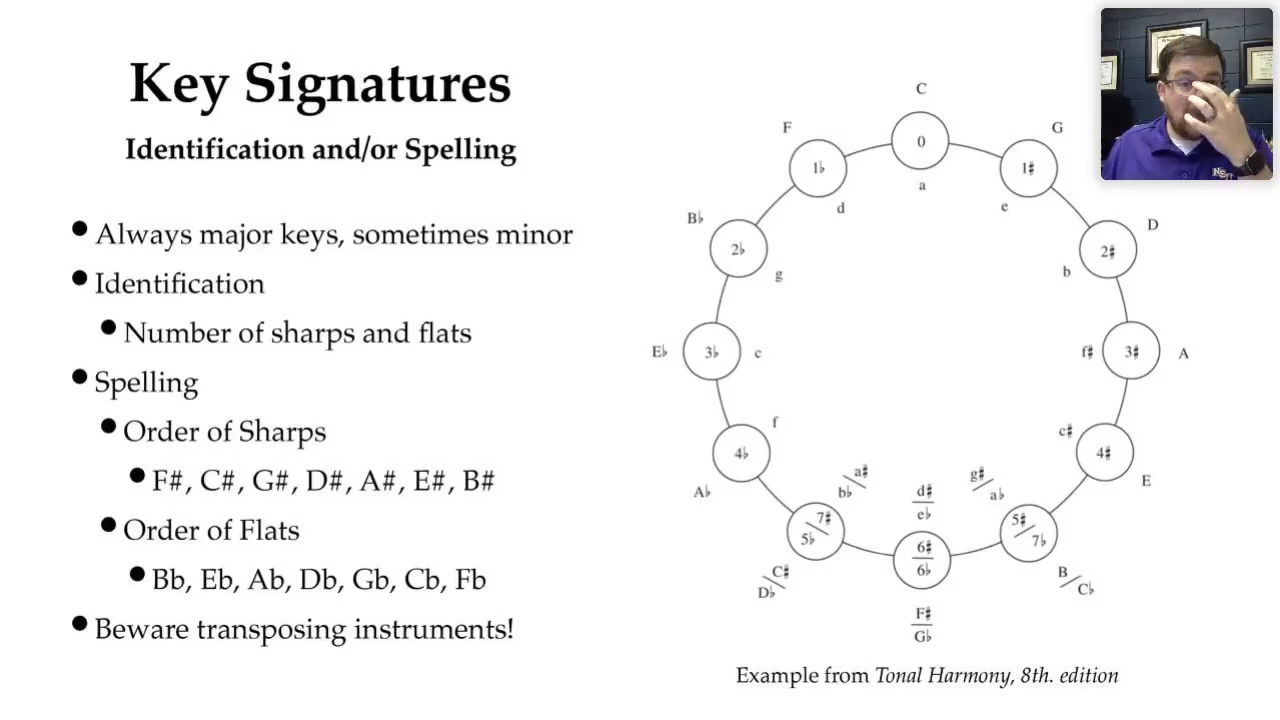 Key Signatures
Identification and/or Spelling
Always major keys, sometimes minor
Identification
Number of sharps and flats
Spelling
Order of Sharps
F#, C#, G#, D#, A#, E#, B#
Order of Flats
Bb, Eb, Ab, Db, Gb, Cb, Fb
Beware transposing instruments!
C
0
a
G
1♯
e
D
2♯
b
A
3♯
f♯
E
4♯
c♯
g♯
a♭
5♯
7♭
B
C♭
d♯
e♭
6♯
6♭
F♯
G♭
a♯
b♭
7♯
5♭
C♯
D♭
f
4♭
A♭
E♭
3♭
c
B♭
2♭
g
F
1♭
d
Example from Tonal Harmony, 8th. edition